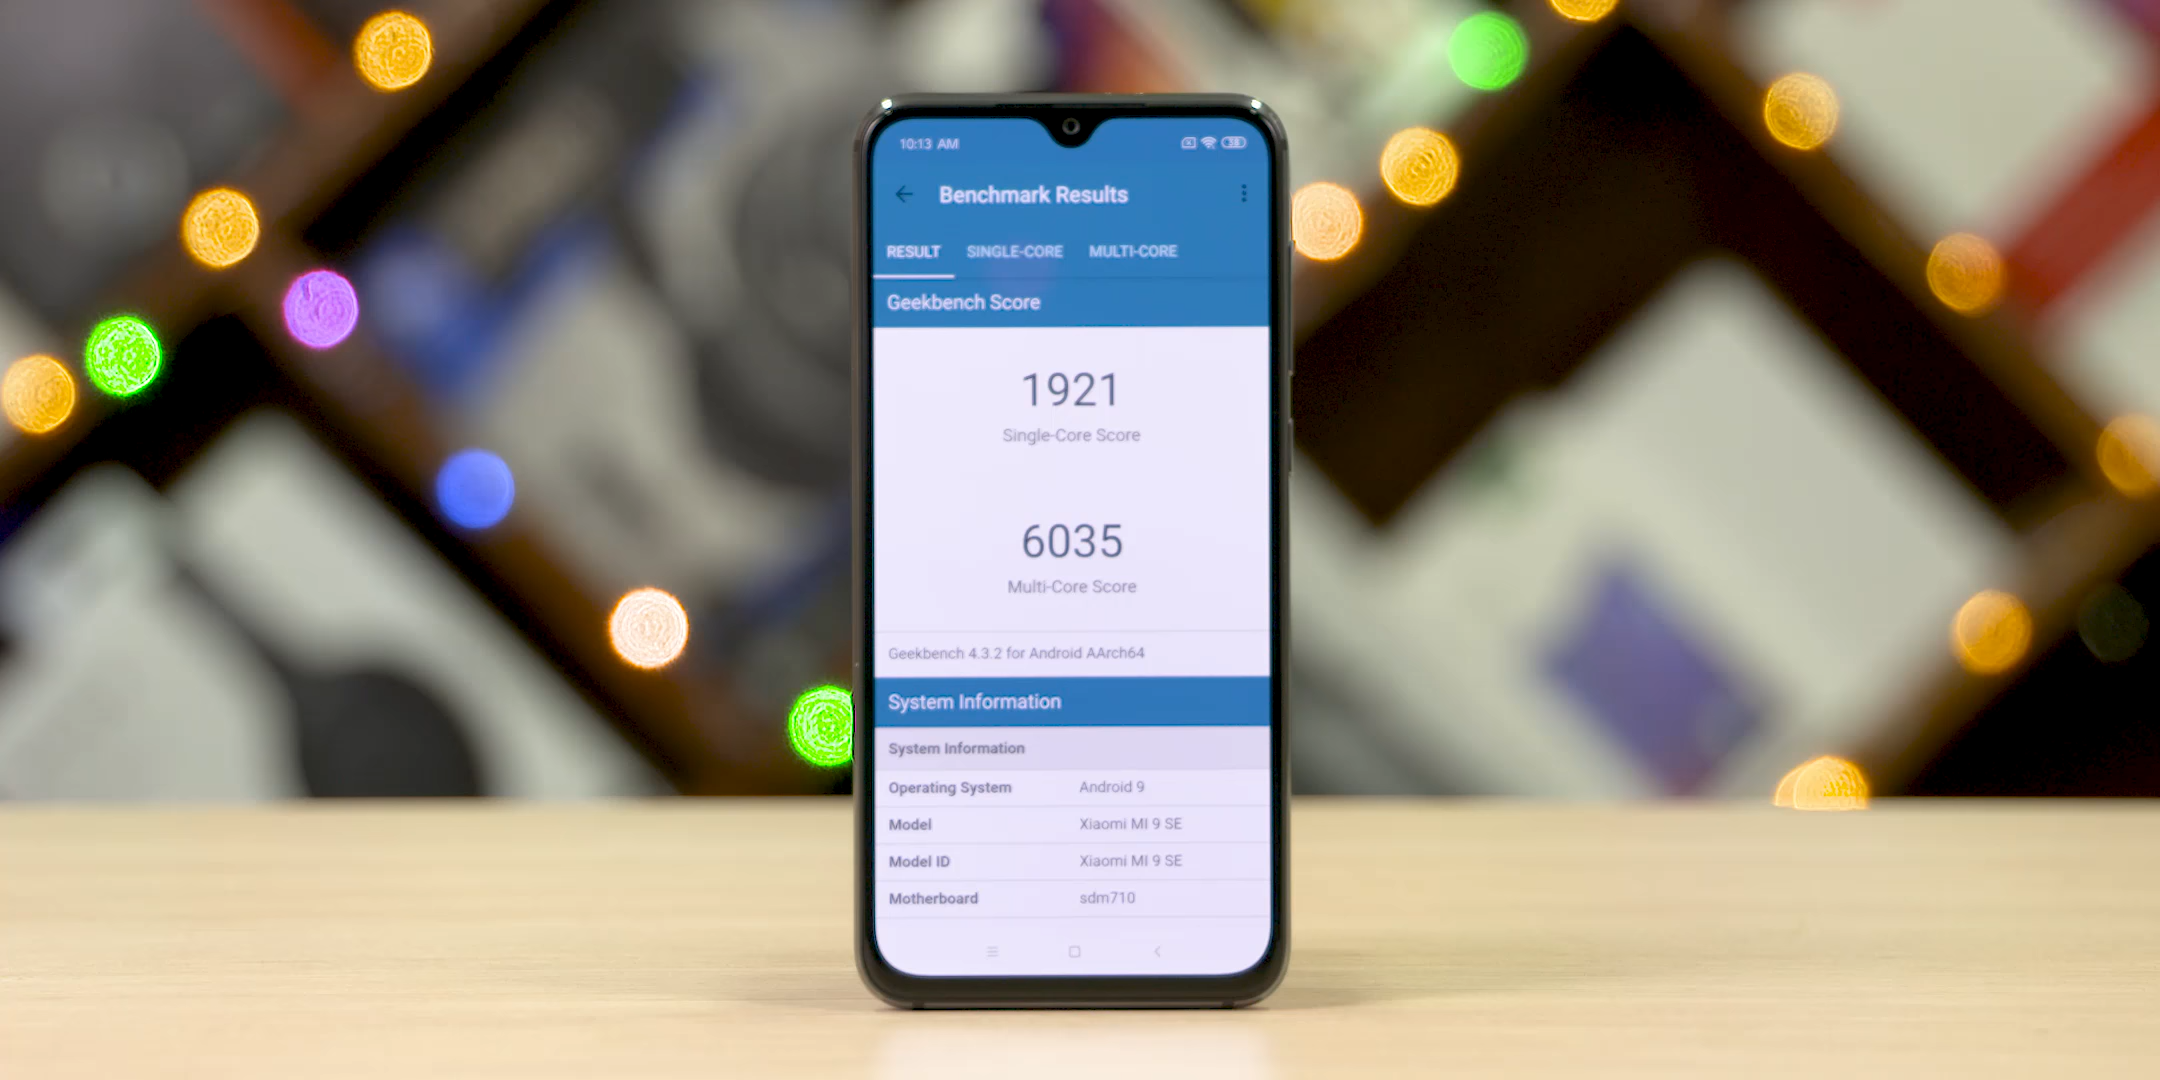 10:13 AM
38
Benchmark Results
RESULT SINGLE-CORE MULTI-CORE
Geekbench Score
1921
Single-Core Score
6035
Multi-Core Score
Geekbench 4.3.2 for Android AArch64
System Information
System Information
Operating System Android 9
Model Xiaomi MI 9 SE
Model ID Xiaomi MI 9 SE
Motherboard sdm710